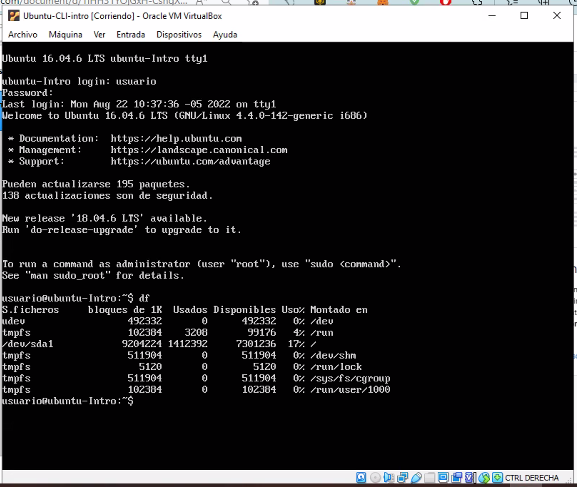 Ubuntu-CLI-intro [Corriendo] - Oracle VM VirtualBox
Archivo Máquina Ver Entrada Dispositivos Ayuda
Ubuntu 16.04.6 LTS ubuntu-Intro tty1
ubuntu-Intro login: usuario
Password:
Last login: Mon Aug 22 10:37:36 -05 2022 on tty1
Welcome to Ubuntu 16.04.6 LTS (GNU/Linux 4.4.0-142-generic i686)
* Documentation: https://help.ubuntu.com
* Management: https://landscape.canonical.com
* Support: https://ubuntu.com/advantage
Pueden actualizarse 195 paquetes.
138 actualizaciones son de seguridad.
New release '18.04.6 LTS' available.
Run 'do-release-upgrade' to upgrade to it.
To run a command as administrator (user "root"), use "sudo <command>".
See "man sudo_root" for details.
usuario@ubuntu-Intro:~$ df
S.ficheros bloques de 1K Usados Disponibles Uso% Montado en
udev 492332 0 492332 0% /dev
tmpfs 102384 3208 99176 4% /run
/dev/sda1 9204224 1412392 7301236 17% /
tmpfs 511904 0 511904 0% /dev/shm
tmpfs 5120 0 5120 0% /run/lock
tmpfs 511904 0 511904 0% /sys/fs/cgroup
tmpfs 102384 0 102384 0% /run/user/1000
usuario@ubuntu-Intro:~$
CTRL DERECHA